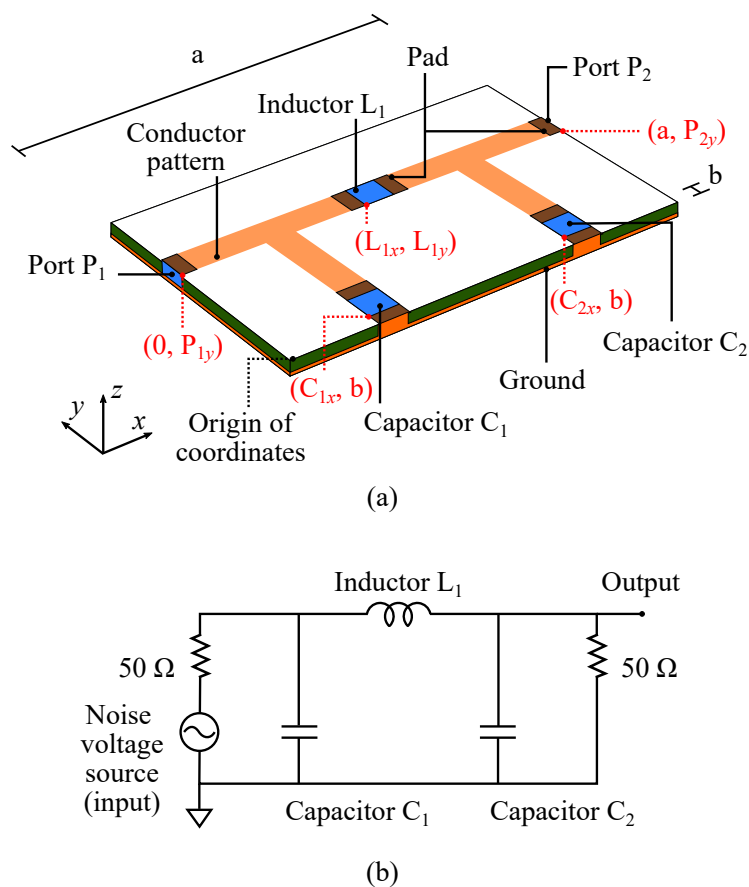 a
Pad
Port P₂
Inductor L₁
Conductor
pattern
(a, P₂y)
b
(L₁x, L₁y)
Port P₁
(C₂x, b)
(0, P₁y)
Capacitor C₂
(C₁x, b)
Ground
z
y
x
Origin of
coordinates
Capacitor C₁
(a)
Inductor L₁
Output
50 Ω
50 Ω
Noise
voltage
source
(input)
Capacitor C₁
Capacitor C₂
(b)